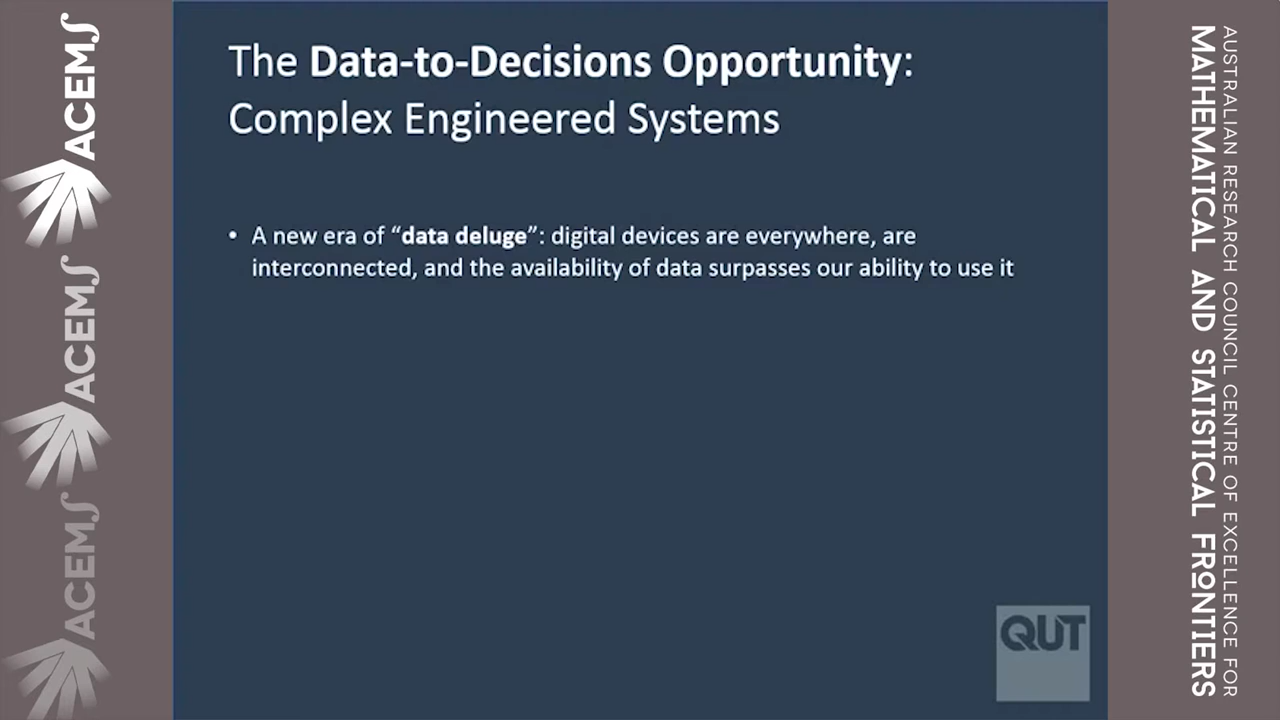 The Data-to-Decisions Opportunity:
Complex Engineered Systems
• A new era of “data deluge”: digital devices are everywhere, are
interconnected, and the availability of data surpasses our ability to use it
QUT
ACEMS
ACEMS
ACEMS
AUSTRALIAN RESEARCH COUNCIL CENTRE OF EXCELLENCE FOR
MATHEMATICAL AND STATISTICAL FRONTIERS